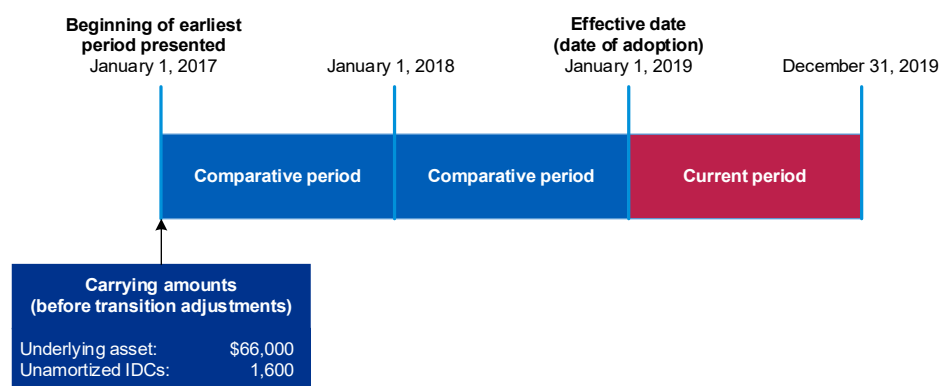 Beginning of earliest
period presented
January 1, 2017
January 1, 2018
Effective date
(date of adoption)
January 1, 2019
December 31, 2019
Comparative period
Comparative period
Current period
Carrying amounts
(before transition adjustments)
Underlying asset: $66,000
Unamortized IDCs: 1,600